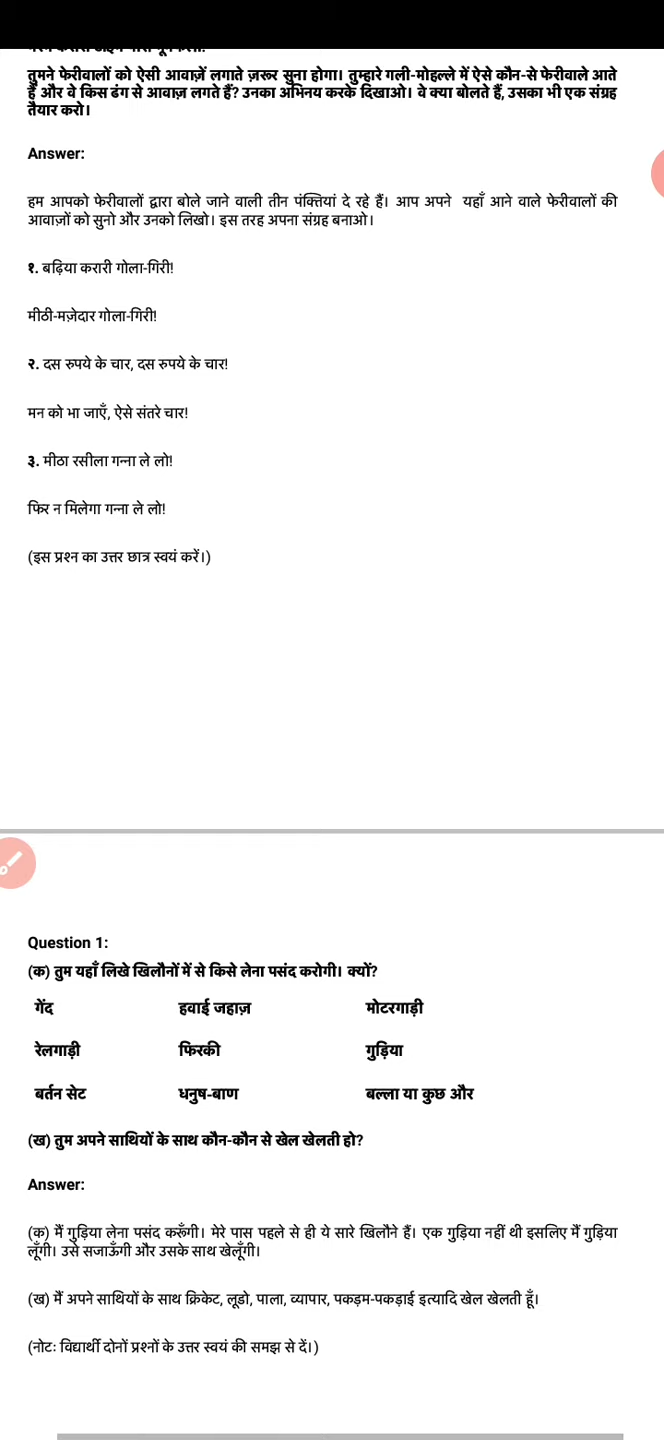 तुमने फेरीवालों को ऐसी आवाज़ें लगाते ज़रूर सुना होगा। तुम्हारे गली-मोहल्ले में ऐसे कौन-से फेरीवाले आते
हैं और वे किस ढंग से आवाज़ लगते हैं? उनका अभिनय करके दिखाओ। वे क्या बोलते हैं, उसका भी एक संग्रह
तैयार करो।
Answer:
हम आपको फेरीवालों द्वारा बोले जाने वाली तीन पंक्तियां दे रहे हैं। आप अपने यहाँ आने वाले फेरीवालों की
आवाज़ों को सुनो और उनको लिखो। इस तरह अपना संग्रह बनाओ।
१. बढ़िया करारी गोला-गिरी!
मीठी-मज़ेदार गोला-गिरी!
२. दस रुपये के चार, दस रुपये के चार!
मन को भा जाएँ, ऐसे संतरे चार!
३. मीठा रसीला गन्ना ले लो!
फिर न मिलेगा गन्ना ले लो!
(इस प्रश्न का उत्तर छात्र स्वयं करें।)
Question 1:
(क) तुम यहाँ लिखे खिलौनों में से किसे लेना पसंद करोगी। क्यों?
गेंद हवाई जहाज़ मोटरगाड़ी
रेलगाड़ी फिरकी गुड़िया
बर्तन सेट धनुष-बाण बल्ला या कुछ और
(ख) तुम अपने साथियों के साथ कौन-कौन से खेल खेलती हो?
Answer:
(क) मैं गुड़िया लेना पसंद करूँगी। मेरे पास पहले से ही ये सारे खिलौने हैं। एक गुड़िया नहीं थी इसलिए मैं गुड़िया
लूँगी। उसे सजाऊँगी और उसके साथ खेलूँगी।
(ख) मैं अपने साथियों के साथ क्रिकेट, लूडो, पाला, व्यापार, पकड़म-पकड़ाई इत्यादि खेल खेलती हूँ।
(नोटः विद्यार्थी दोनों प्रश्नों के उत्तर स्वयं की समझ से दें।)